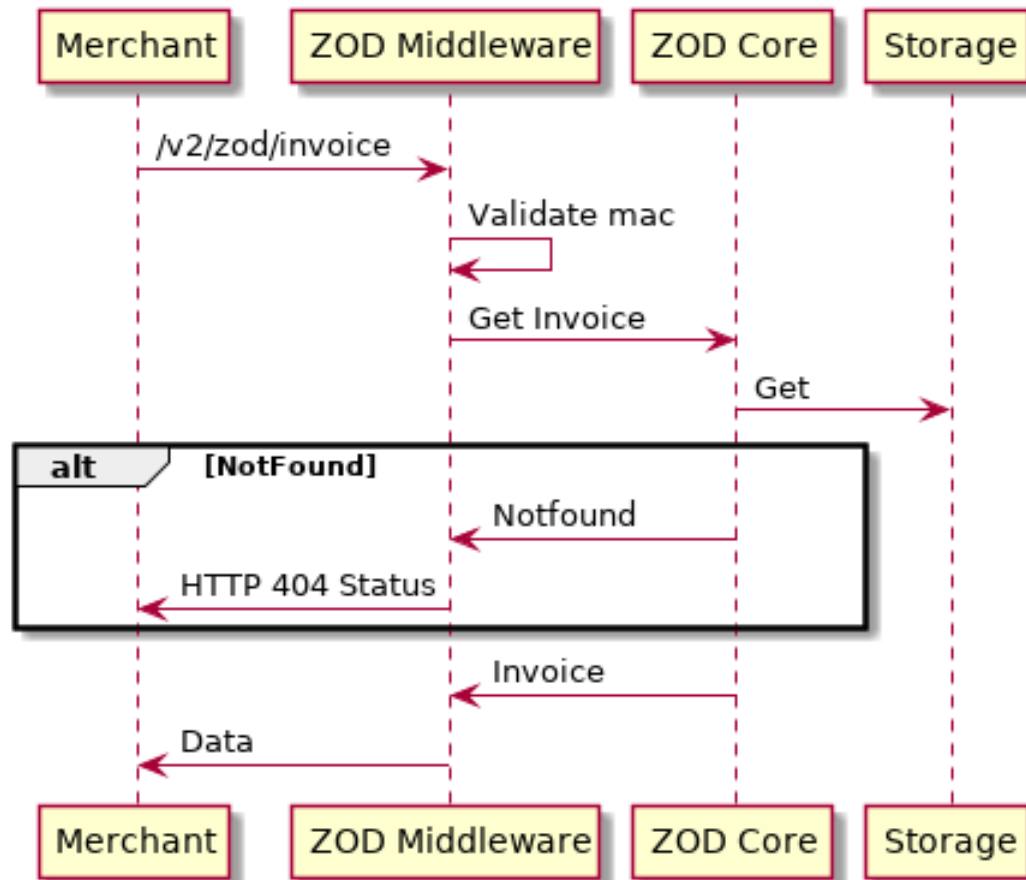 Merchant
ZOD Middleware
ZOD Core
Storage
/v2/zod/invoice
Validate mac
Get Invoice
Get
alt
[NotFound]
Notfound
HTTP 404 Status
Invoice
Data
Merchant
ZOD Middleware
ZOD Core
Storage